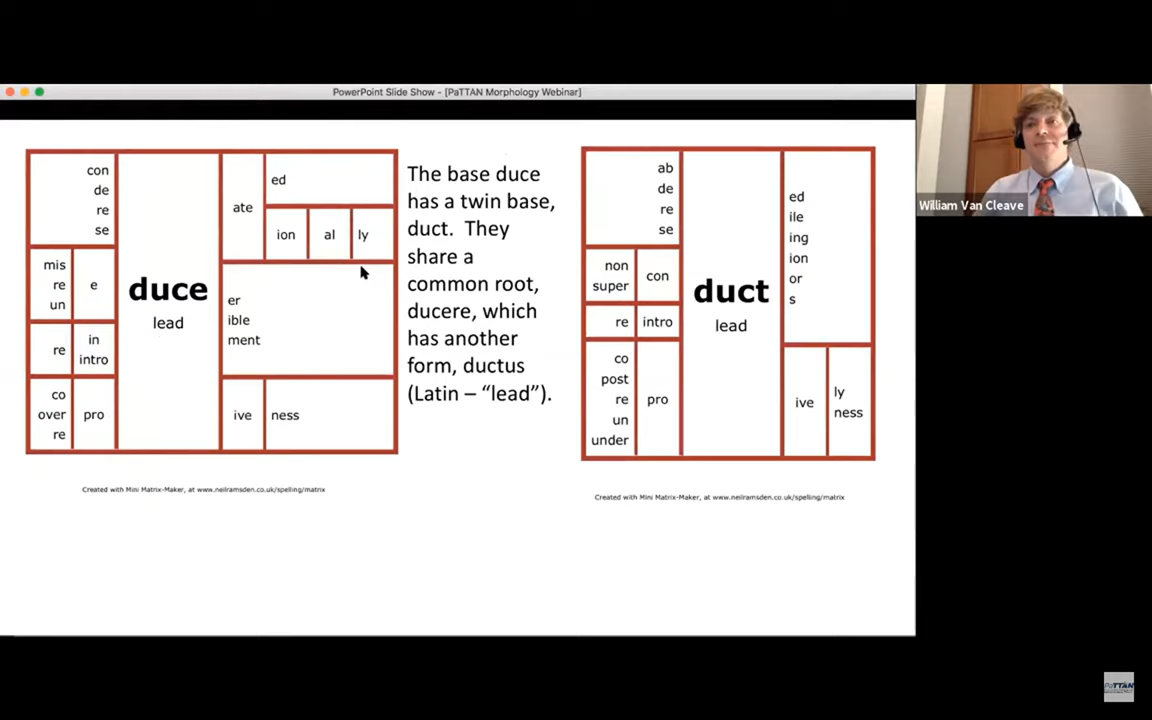 PowerPoint Slide Show - [PaTTAN Morphology Webinar]
con
de
re
se
mis
re
un
e
re
in
intro
co
over
re
pro
duce
lead
ate
ed
ion
al
ly
er
ible
ment
ive
ness
Created with Mini Matrix-Maker, at www.neilramsden.co.uk/spelling/matrix
The base duce
has a twin base,
duct. They
share a
common root,
ducere, which
has another
form, ductus
(Latin – “lead”).
ab
de
re
se
non
super
con
re
intro
co
post
re
un
under
pro
duct
lead
ed
ile
ing
ion
or
s
ive
ly
ness
Created with Mini Matrix-Maker, at www.neilramsden.co.uk/spelling/matrix
William Van Cleave
PaTTAN